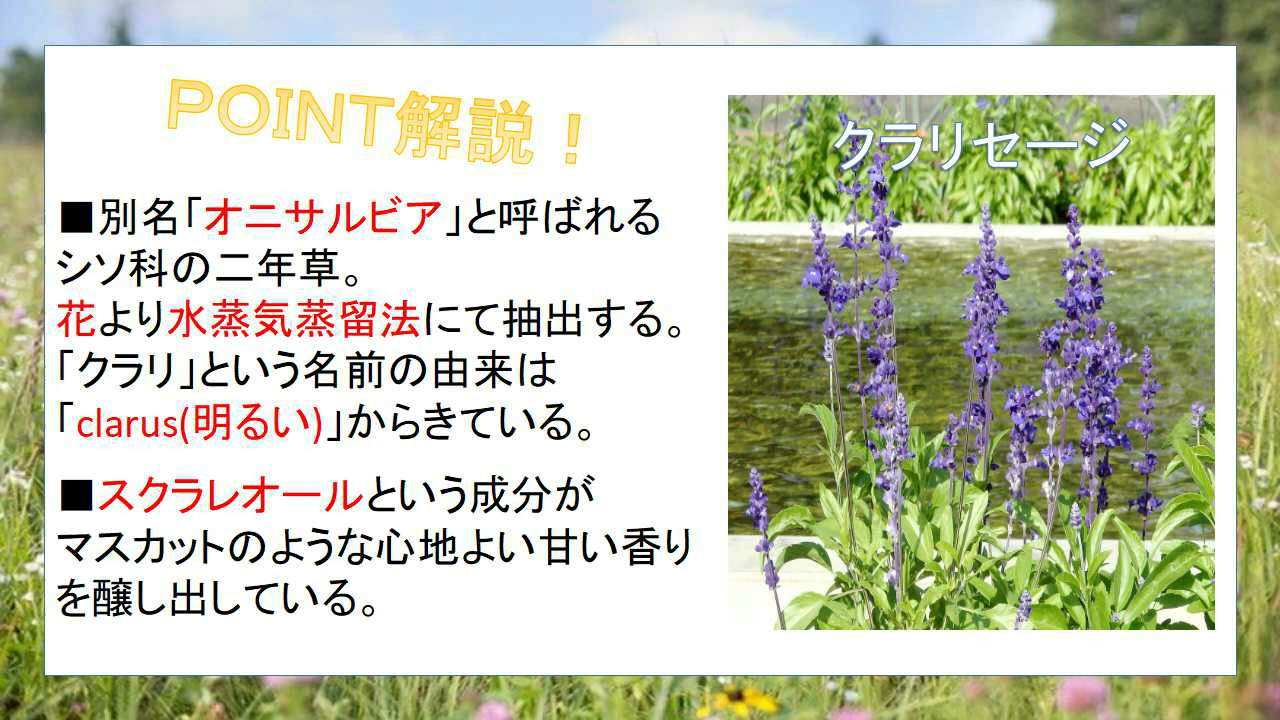 POINT解説！
クラリセージ
■別名「オニサルビア」と呼ばれる
シソ科の二年草。
花より水蒸気蒸留法にて抽出する。
「クラリ」という名前の由来は
「clarus(明るい)」からきている。
■スクラレオールという成分が
マスカットのような心地よい甘い香り
を醸し出している。